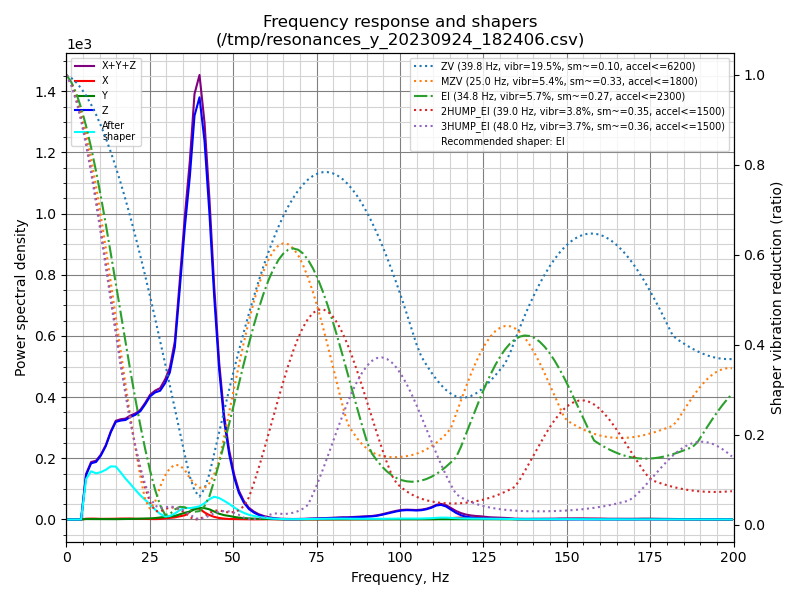 Frequency response and shapers
(/tmp/resonances_y_20230924_182406.csv)
1e3
X+Y+Z
X
Y
Z
After
shaper
ZV (39.8 Hz, vibr=19.5%, sm~=0.10, accel<=6200)
MZV (25.0 Hz, vibr=5.4%, sm~=0.33, accel<=1800)
EI (34.8 Hz, vibr=5.7%, sm~=0.27, accel<=2300)
2HUMP_EI (39.0 Hz, vibr=3.8%, sm~=0.35, accel<=1500)
3HUMP_EI (48.0 Hz, vibr=3.7%, sm~=0.36, accel<=1500)
Recommended shaper: EI
Power spectral density
1.4
1.2
1.0
0.8
0.6
0.4
0.2
0.0
1.0
0.8
0.6
0.4
0.2
0.0
Shaper vibration reduction (ratio)
0 25 50 75 100 125 150 175 200
Frequency, Hz